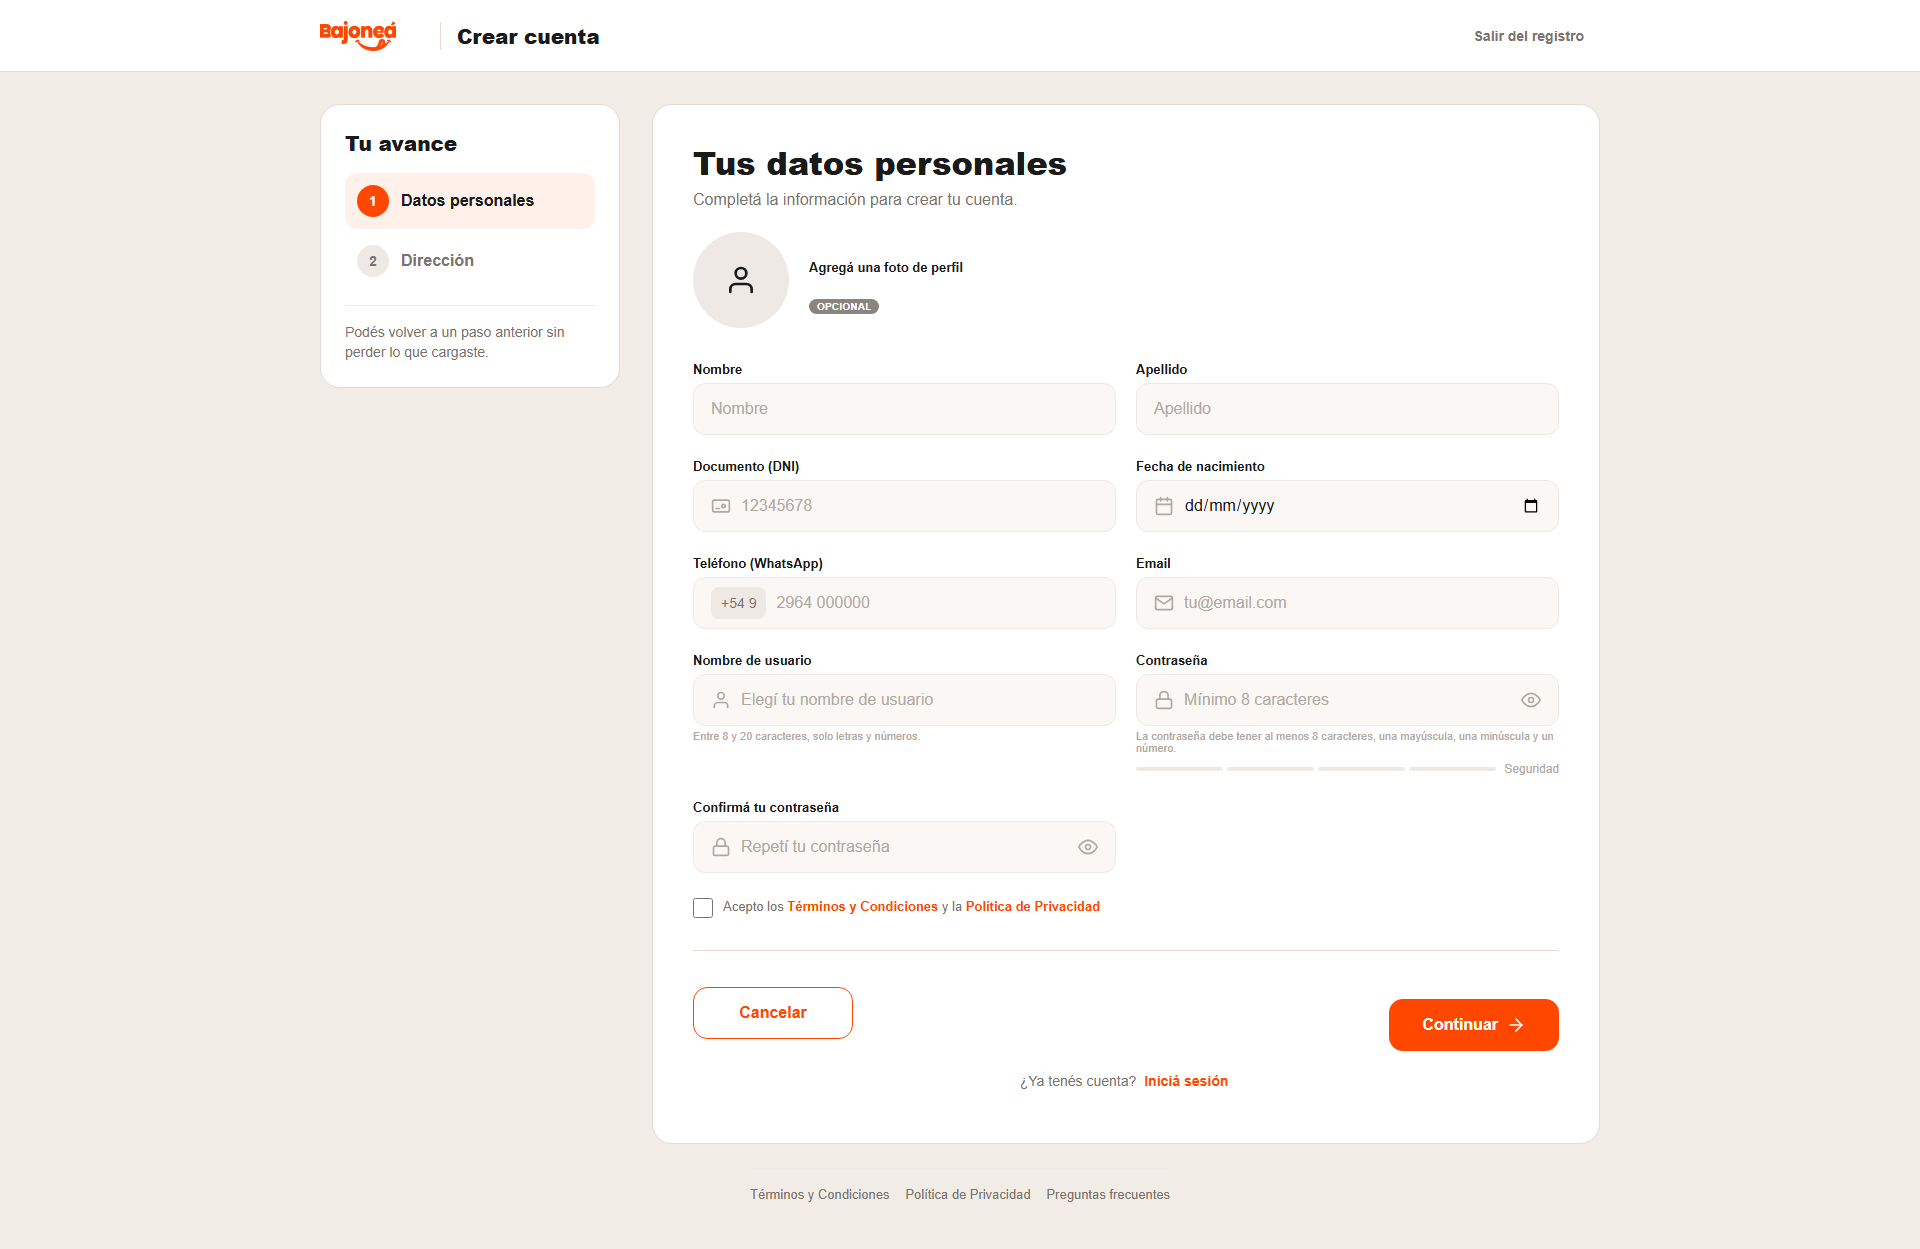 Bajoneá
Crear cuenta
Salir del registro
Tu avance
1 Datos personales
2 Dirección
Podés volver a un paso anterior sin
perder lo que cargaste.
Tus datos personales
Completá la información para crear tu cuenta.
Agregá una foto de perfil
OPCIONAL
Nombre
Nombre
Apellido
Apellido
Documento (DNI)
12345678
Fecha de nacimiento
dd/mm/yyyy
Teléfono (WhatsApp)
+54 9 2964 000000
Email
tu@email.com
Nombre de usuario
Elegí tu nombre de usuario
Entre 8 y 20 caracteres, solo letras y números.
Contraseña
Mínimo 8 caracteres
La contraseña debe tener al menos 8 caracteres, una mayúscula, una minúscula y un
número.
Seguridad
Confirmá tu contraseña
Repetí tu contraseña
Acepto los Términos y Condiciones y la Política de Privacidad
Cancelar
Continuar
¿Ya tenés cuenta? Iniciá sesión
Términos y Condiciones Política de Privacidad Preguntas frecuentes